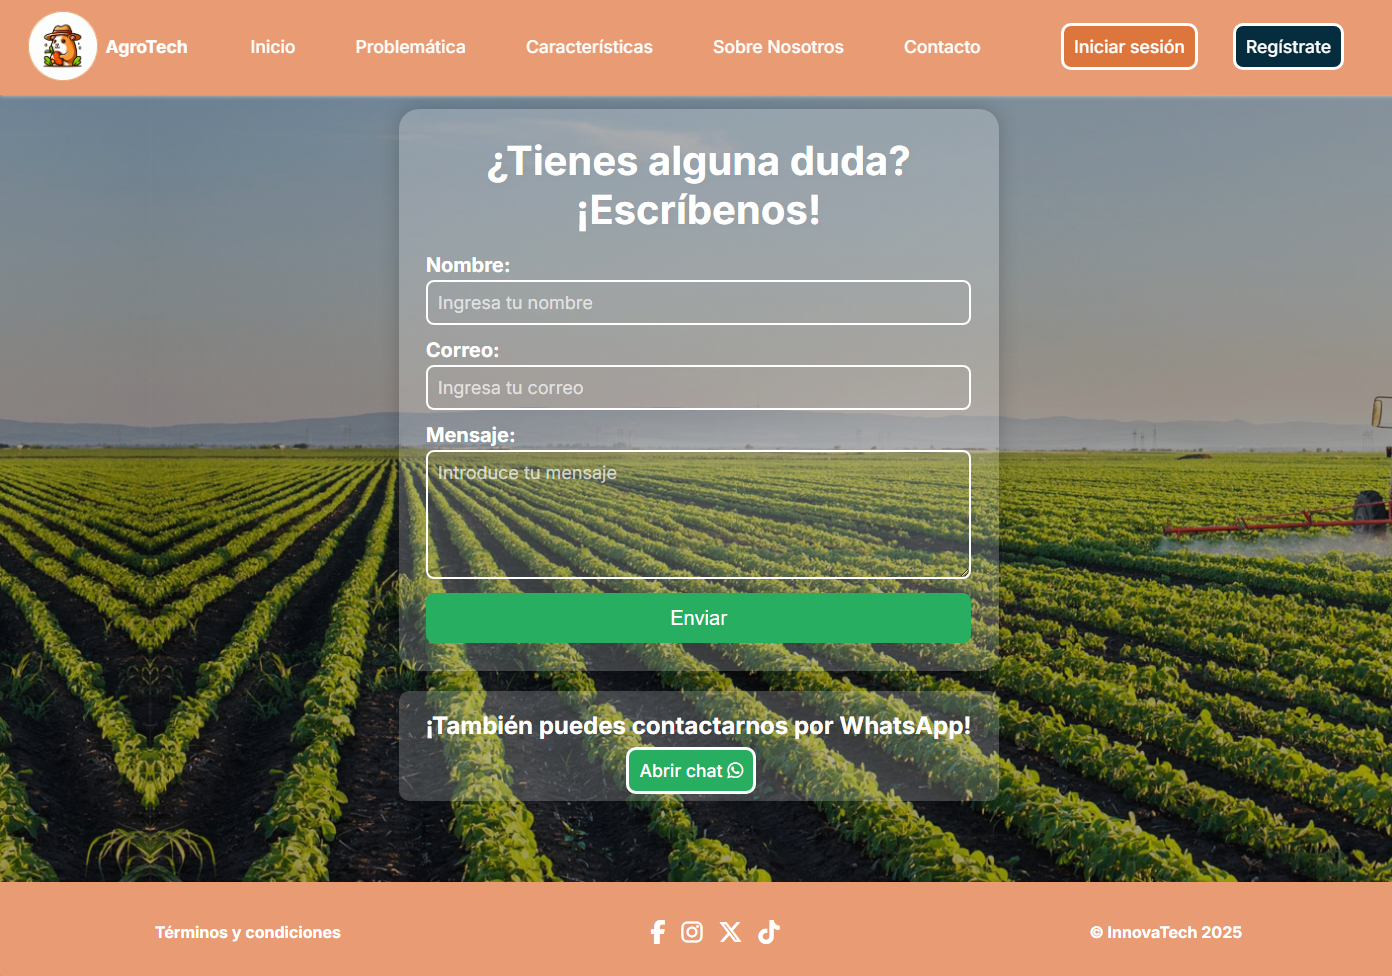 AgroTech
Inicio
Problemática
Características
Sobre Nosotros
Contacto
Iniciar sesión
Regístrate
¿Tienes alguna duda?
¡Escríbenos!
Nombre:
Ingresa tu nombre
Correo:
Ingresa tu correo
Mensaje:
Introduce tu mensaje
Enviar
¡También puedes contactarnos por WhatsApp!
Abrir chat
Términos y condiciones
© InnovaTech 2025